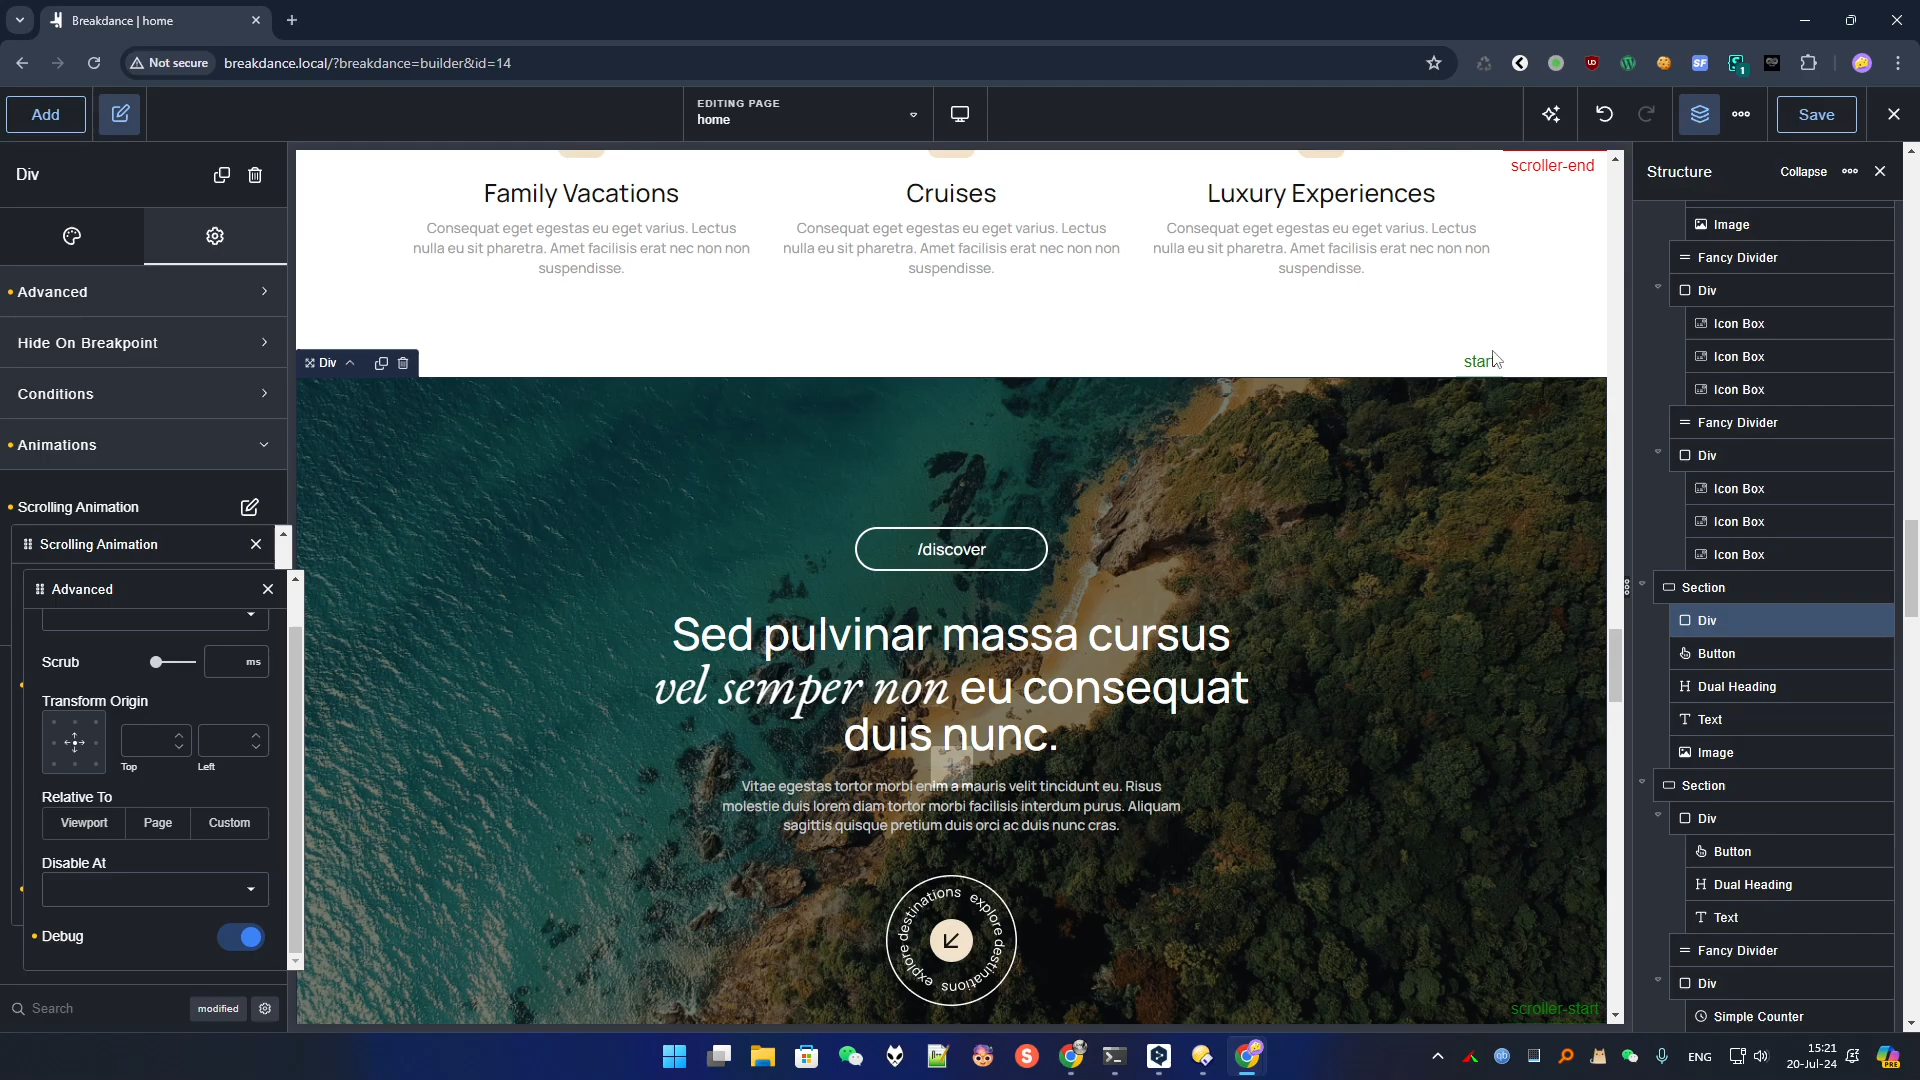 Breakdance | home
Not secure
breakdance.local/?breakdance=builder&id=14
1
Add
EDITING PAGE
home
Save
Div
Advanced
Hide On Breakpoint
Conditions
Animations
Scrolling Animation
Scrolling Animation
Advanced
Scrub
ms
Transform Origin
Top
Left
Relative To
Viewport
Page
Custom
Disable At
Debug
Search
modified
scroller-end
Family Vacations
Consequat eget egestas eu eget varius. Lectus
nulla eu sit pharetra. Amet facilisis erat nec non non
suspendisse.
Cruises
Consequat eget egestas eu eget varius. Lectus
nulla eu sit pharetra. Amet facilisis erat nec non non
suspendisse.
Luxury Experiences
Consequat eget egestas eu eget varius. Lectus
nulla eu sit pharetra. Amet facilisis erat nec non non
suspendisse.
Div
start
/discover
Sed pulvinar massa cursus
vel semper non eu consequat
duis nunc.
Vitae egestas tortor morbi enim a mauris velit tincidunt eu. Risus
molestie duis lorem diam tortor morbi facilisis interdum purus. Aliquam
sagittis quisque pretium duis orci ac duis nunc cras.
explore destinations explore destinations
scroller-start
Structure
Collapse
Image
Fancy Divider
Div
Icon Box
Icon Box
Icon Box
Fancy Divider
Div
Icon Box
Icon Box
Icon Box
Section
Div
Button
Dual Heading
Text
Image
Section
Div
Button
Dual Heading
Text
Fancy Divider
Div
Simple Counter
ENG
15:21
20-Jul-24